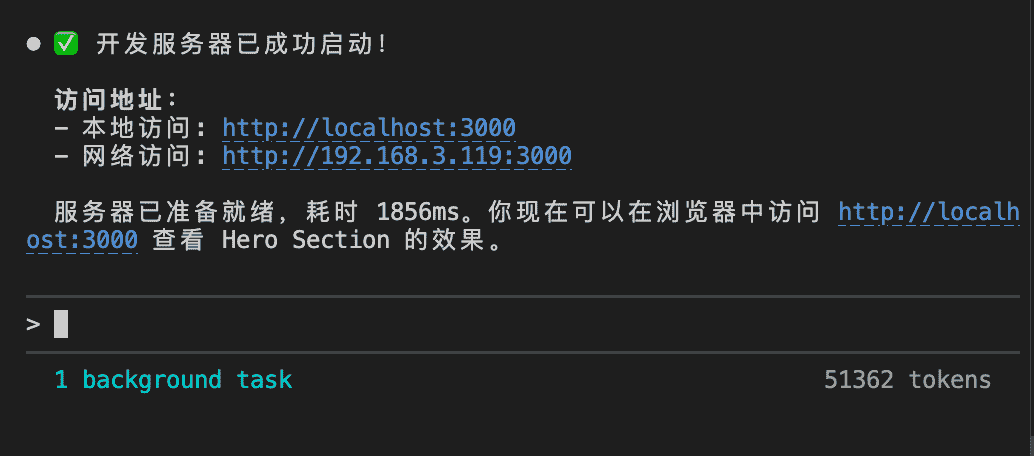 ● ✅ 开发服务器已成功启动!
访问地址:
- 本地访问: http://localhost:3000
- 网络访问: http://192.168.3.119:3000
服务器已准备就绪, 耗时 1856ms。你现在可以在浏览器中访问 http://localh
ost:3000 查看 Hero Section 的效果。
>
1 background task
51362 tokens